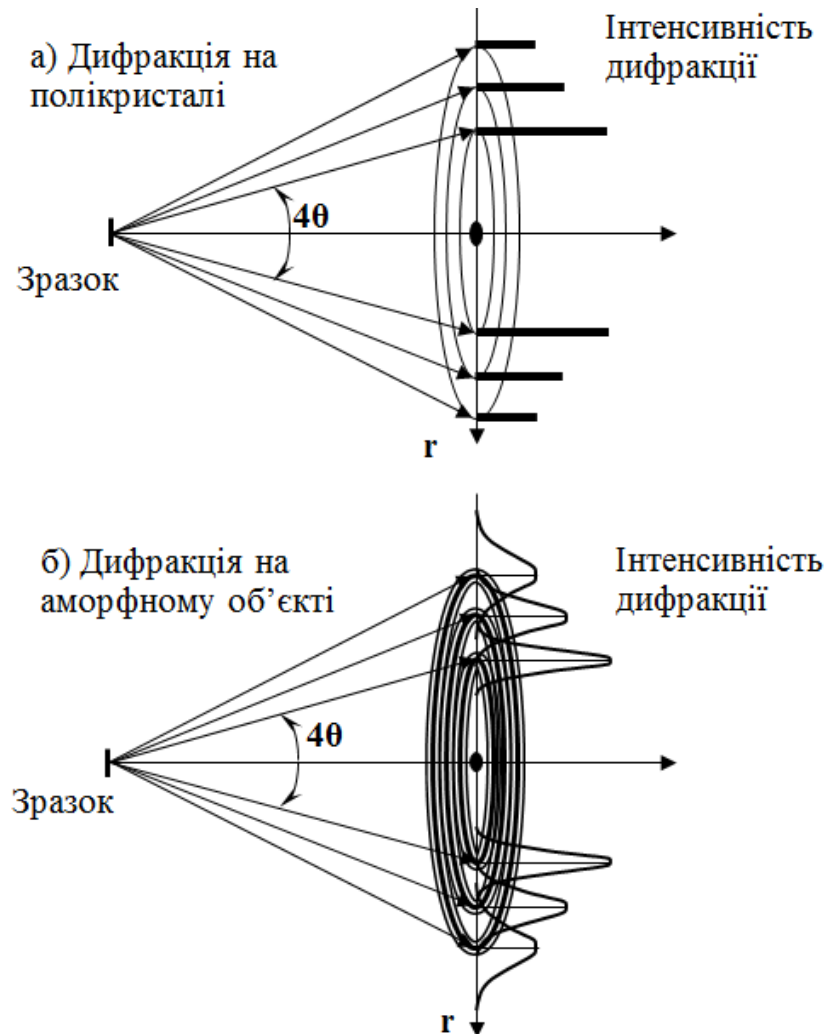 а) Дифракція на
полікристалі
Інтенсивність
дифракції
4θ
Зразок
r
б) Дифракція на
аморфному об’єкті
Інтенсивність
дифракції
4θ
Зразок
r